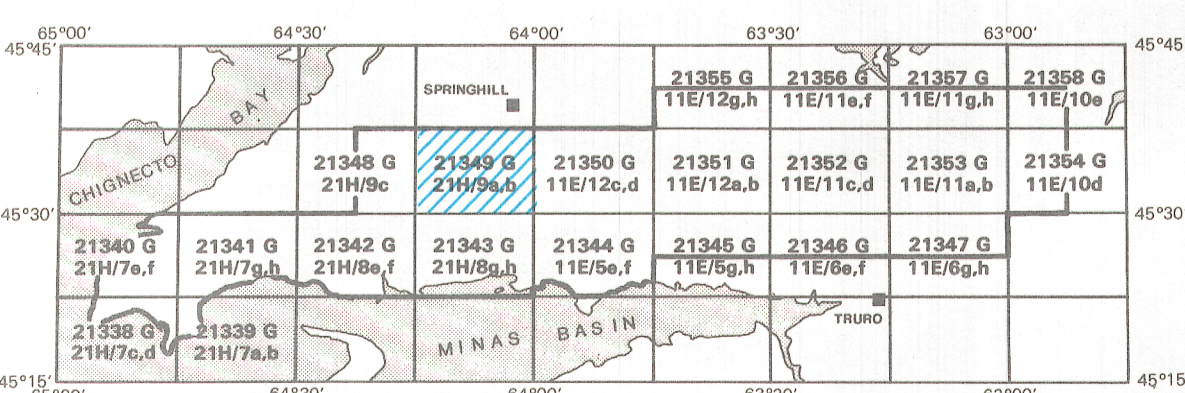 65°00′ 64°30′ 64°00′ 63°30′ 63°00′
45°45′ 45°45
SPRINGHILL
21355 G 21356 G 21357 G 21358 G
11E/12g,h 11E/11e,f 11E/11g,h 11E/10e
BAY
CHIGNECTO
21348 G 21349 G 21350 G 21351 G 21352 G 21353 G 21354 G
21H/9c 21H/9a,b 11E/12c,d 11E/12a,b 11E/11c,d 11E/11a,b 11E/10d
45°30′ 45°30′
21340 G 21341 G 21342 G 21343 G 21344 G 21345 G 21346 G 21347 G
21H/7e,f 21H/7g,h 21H/8e,f 21H/8g,h 11E/5e,f 11E/5g,h 11E/6e,f 11E/6g,h
TRURO
21338 G 21339 G
21H/7c,d 21H/7a,b
MINAS BASIN
45°15′ 45°15